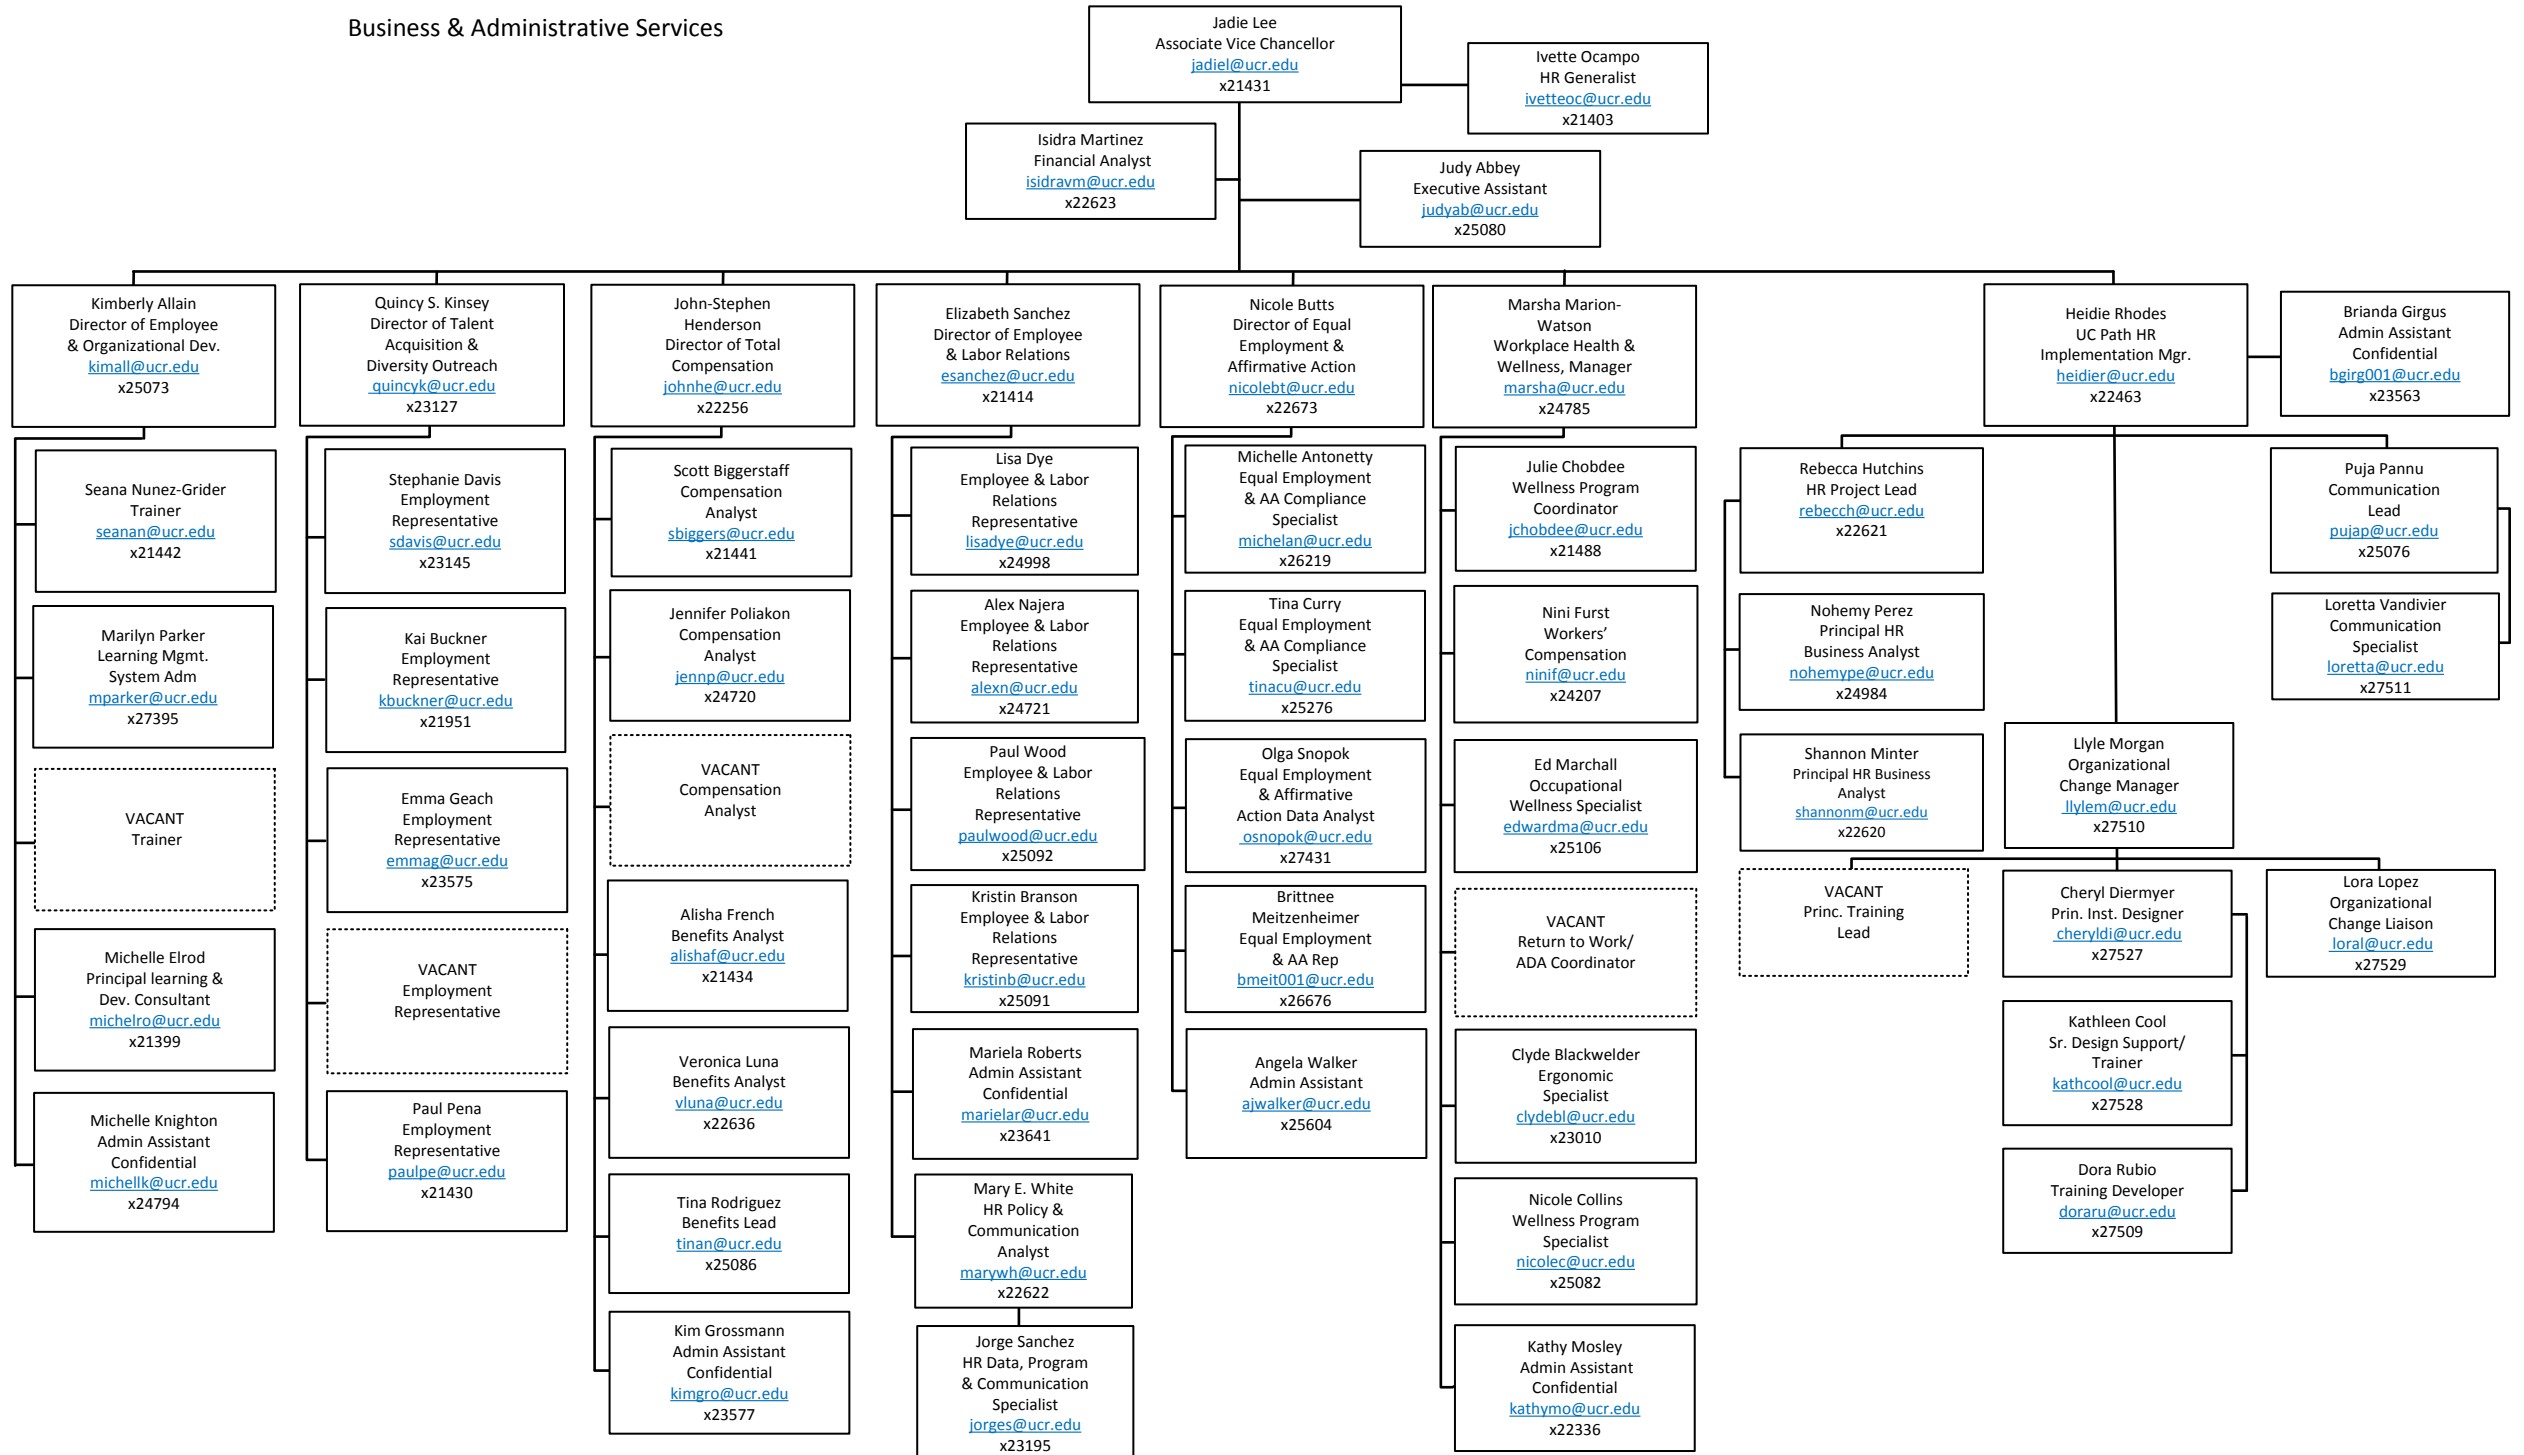 Business & Administrative Services
Jadie Lee
Associate Vice Chancellor
jadiel@ucr.edu
x21431
Ivette Ocampo
HR Generalist
ivetteoc@ucr.edu
x21403
Isidra Martinez
Financial Analyst
isidravm@ucr.edu
x22623
Judy Abbey
Executive Assistant
judyab@ucr.edu
x25080
Kimberly Allain
Director of Employee
& Organizational Dev.
kimall@ucr.edu
x25073
Quincy S. Kinsey
Director of Talent
Acquisition &
Diversity Outreach
quincyk@ucr.edu
x23127
John-Stephen
Henderson
Director of Total
Compensation
johnhe@ucr.edu
x22256
Elizabeth Sanchez
Director of Employee
& Labor Relations
esanchez@ucr.edu
x21414
Nicole Butts
Director of Equal
Employment &
Affirmative Action
nicolebt@ucr.edu
x22673
Marsha Marion-
Watson
Workplace Health &
Wellness, Manager
marsha@ucr.edu
x24785
Heidie Rhodes
UC Path HR
Implementation Mgr.
heidier@ucr.edu
x22463
Brianda Girgus
Admin Assistant
Confidential
bgirg001@ucr.edu
x23563
Seana Nunez-Grider
Trainer
seanan@ucr.edu
x21442
Marilyn Parker
Learning Mgmt.
System Adm
mparker@ucr.edu
x27395
VACANT
Trainer
Michelle Elrod
Principal learning &
Dev. Consultant
michelro@ucr.edu
x21399
Michelle Knighton
Admin Assistant
Confidential
michellk@ucr.edu
x24794
Stephanie Davis
Employment
Representative
sdavis@ucr.edu
x23145
Kai Buckner
Employment
Representative
kbuckner@ucr.edu
x21951
Emma Geach
Employment
Representative
emmag@ucr.edu
x23575
VACANT
Employment
Representative
Paul Pena
Employment
Representative
paulpe@ucr.edu
x21430
Scott Biggerstaff
Compensation
Analyst
sbiggers@ucr.edu
x21441
Jennifer Poliakon
Compensation
Analyst
jennp@ucr.edu
x24720
VACANT
Compensation
Analyst
Alisha French
Benefits Analyst
alishaf@ucr.edu
x21434
Veronica Luna
Benefits Analyst
vluna@ucr.edu
x22636
Tina Rodriguez
Benefits Lead
tinan@ucr.edu
x25086
Kim Grossmann
Admin Assistant
Confidential
kimgro@ucr.edu
x23577
Lisa Dye
Employee & Labor
Relations
Representative
lisadye@ucr.edu
x24998
Alex Najera
Employee & Labor
Relations
Representative
alexn@ucr.edu
x24721
Paul Wood
Employee & Labor
Relations
Representative
paulwood@ucr.edu
x25092
Kristin Branson
Employee & Labor
Relations
Representative
kristinb@ucr.edu
x25091
Mariela Roberts
Admin Assistant
Confidential
marielar@ucr.edu
x23641
Mary E. White
HR Policy &
Communication
Analyst
marywh@ucr.edu
x22622
Jorge Sanchez
HR Data, Program
& Communication
Specialist
jorges@ucr.edu
x23195
Michelle Antonetty
Equal Employment
& AA Compliance
Specialist
michelan@ucr.edu
x26219
Tina Curry
Equal Employment
& AA Compliance
Specialist
tinacu@ucr.edu
x25276
Olga Snopok
Equal Employment
& Affirmative
Action Data Analyst
osnopok@ucr.edu
x27431
Brittnee
Meitzenheimer
Equal Employment
& AA Rep
bmeit001@ucr.edu
x26676
Angela Walker
Admin Assistant
ajwalker@ucr.edu
x25604
Julie Chobdee
Wellness Program
Coordinator
jchobdee@ucr.edu
x21488
Nini Furst
Workers’
Compensation
ninif@ucr.edu
x24207
Ed Marchall
Occupational
Wellness Specialist
edwardma@ucr.edu
x25106
VACANT
Return to Work/
ADA Coordinator
Clyde Blackwelder
Ergonomic
Specialist
clydebl@ucr.edu
x23010
Nicole Collins
Wellness Program
Specialist
nicolec@ucr.edu
x25082
Kathy Mosley
Admin Assistant
Confidential
kathymo@ucr.edu
x22336
Rebecca Hutchins
HR Project Lead
rebecch@ucr.edu
x22621
Nohemy Perez
Principal HR
Business Analyst
nohemype@ucr.edu
x24984
Shannon Minter
Principal HR Business
Analyst
shannonm@ucr.edu
x22620
Puja Pannu
Communication
Lead
pujap@ucr.edu
x25076
Loretta Vandivier
Communication
Specialist
loretta@ucr.edu
x27511
Llyle Morgan
Organizational
Change Manager
llylem@ucr.edu
x27510
VACANT
Princ. Training
Lead
Cheryl Diermyer
Prin. Inst. Designer
cheryldi@ucr.edu
x27527
Lora Lopez
Organizational
Change Liaison
loral@ucr.edu
x27529
Kathleen Cool
Sr. Design Support/
Trainer
kathcool@ucr.edu
x27528
Dora Rubio
Training Developer
doraru@ucr.edu
x27509